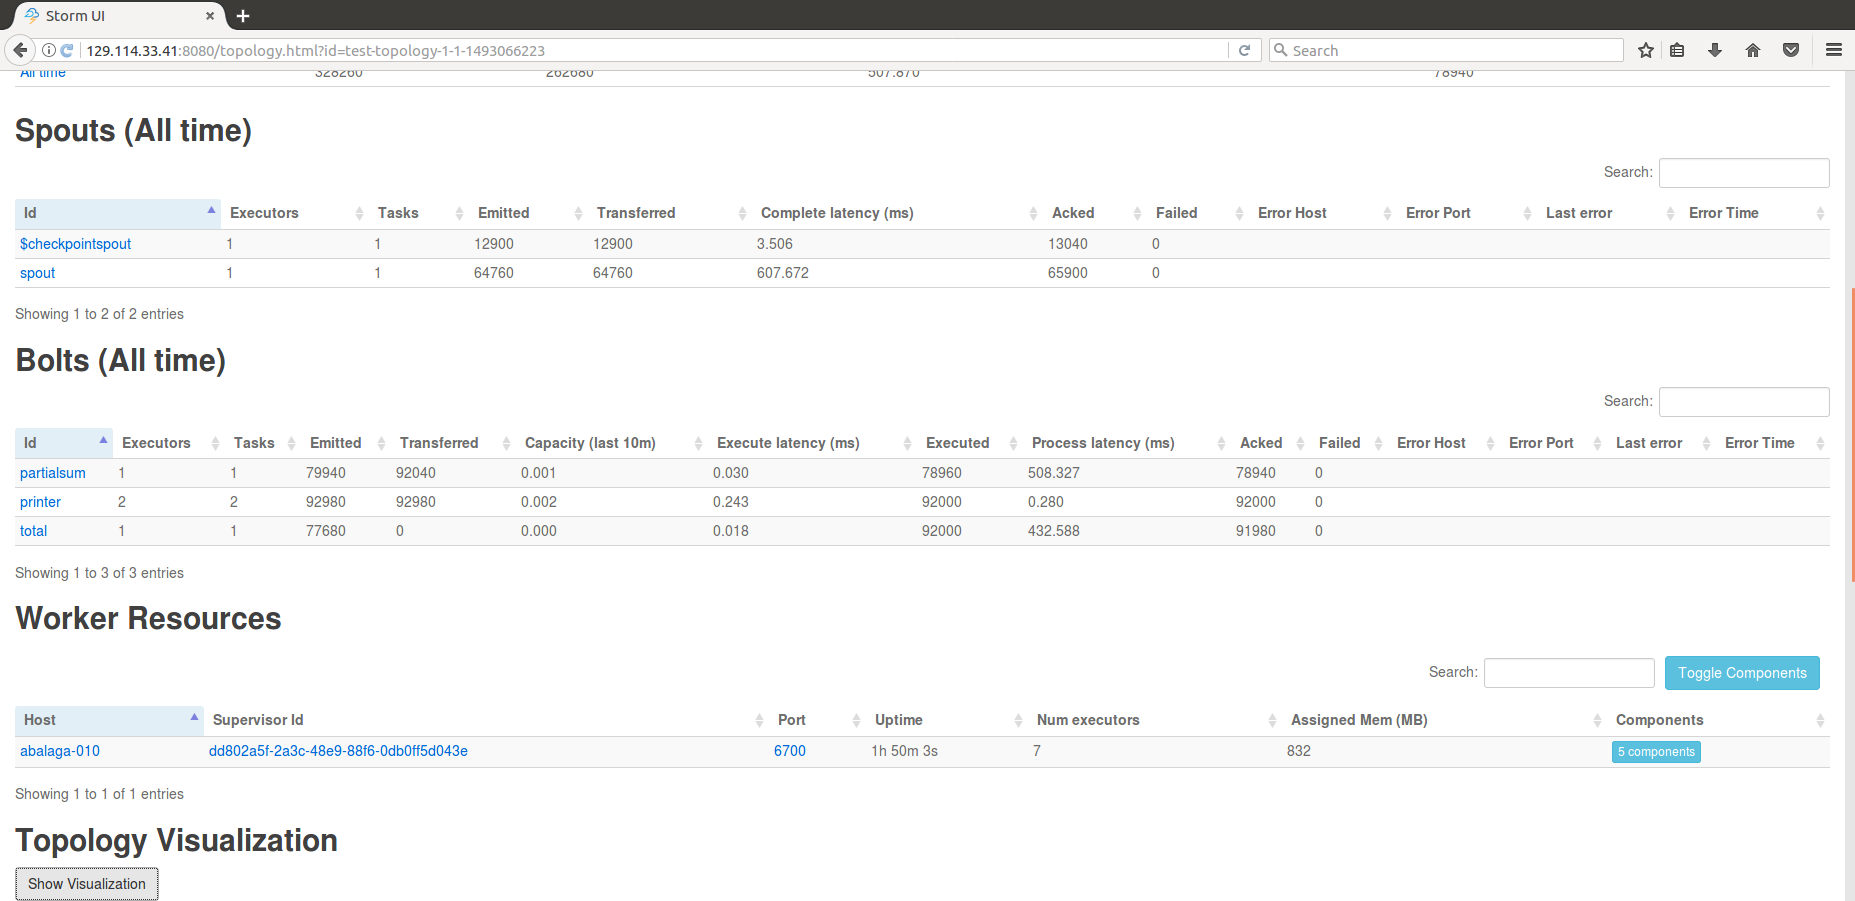 Storm UI
129.114.33.41:8080/topology.html?id=test-topology-1-1-1493066223
Search
All time 328260 262680 507.870 78940
Spouts (All time)
Search:
Id Executors Tasks Emitted Transferred Complete latency (ms) Acked Failed Error Host Error Port Last error Error Time
$checkpointspout 1 1 12900 12900 3.506 13040 0
spout 1 1 64760 64760 607.672 65900 0
Showing 1 to 2 of 2 entries
Bolts (All time)
Search:
Id Executors Tasks Emitted Transferred Capacity (last 10m) Execute latency (ms) Executed Process latency (ms) Acked Failed Error Host Error Port Last error Error Time
partialsum 1 1 79940 92040 0.001 0.030 78960 508.327 78940 0
printer 2 2 92980 92980 0.002 0.243 92000 0.280 92000 0
total 1 1 77680 0 0.000 0.018 92000 432.588 91980 0
Showing 1 to 3 of 3 entries
Worker Resources
Search: Toggle Components
Host Supervisor Id Port Uptime Num executors Assigned Mem (MB) Components
abalaga-010 dd802a5f-2a3c-48e9-88f6-0db0ff5d043e 6700 1h 50m 3s 7 832 5 components
Showing 1 to 1 of 1 entries
Topology Visualization
Show Visualization